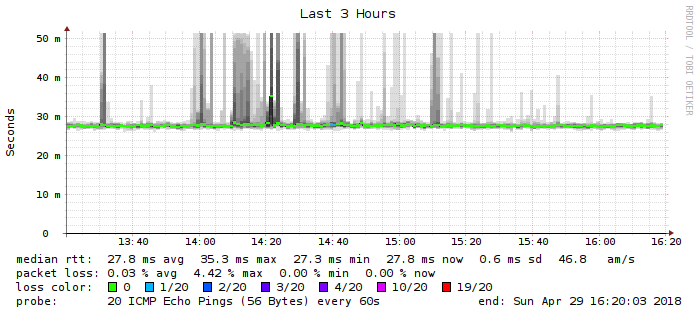 Last 3 Hours
RRDTOOL / TOBI OETIKER
Seconds
50 m
40 m
30 m
20 m
10 m
0
13:40 14:00 14:20 14:40 15:00 15:20 15:40 16:00 16:20
median rtt: 27.8 ms avg 35.3 ms max 27.3 ms min 27.8 ms now 0.6 ms sd 46.8 am/s
packet loss: 0.03 % avg 4.42 % max 0.00 % min 0.00 % now
loss color: 0 1/20 2/20 3/20 4/20 10/20 19/20
probe: 20 ICMP Echo Pings (56 Bytes) every 60s end: Sun Apr 29 16:20:03 2018